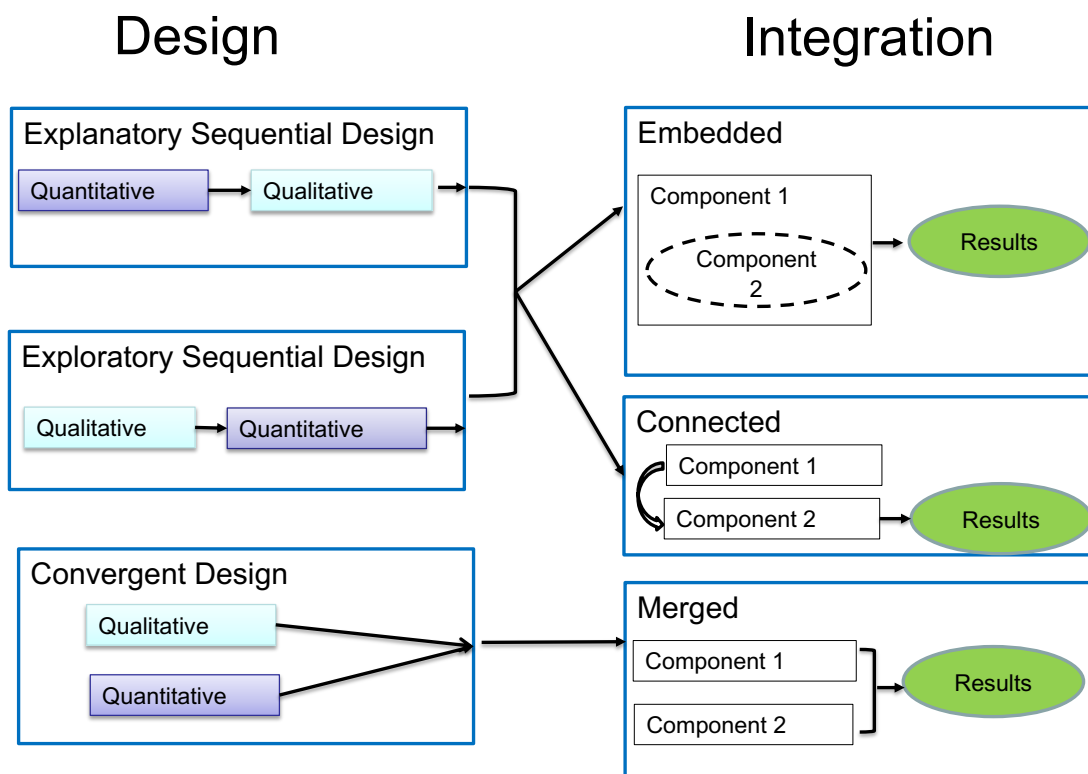 Design
Integration
Explanatory Sequential Design
Quantitative
Qualitative
Exploratory Sequential Design
Qualitative
Quantitative
Convergent Design
Qualitative
Quantitative
Embedded
Component 1
Component
2
Results
Connected
Component 1
Component 2
Results
Merged
Component 1
Component 2
Results